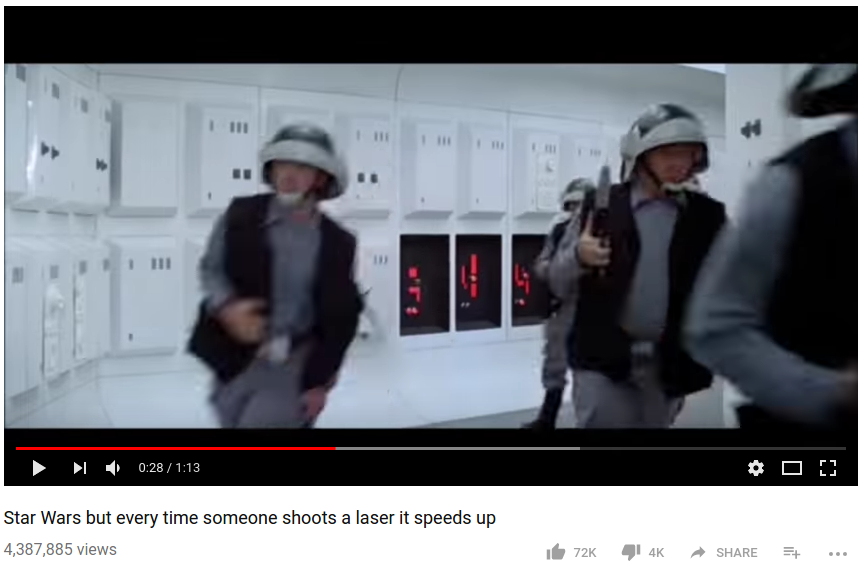 0:28 / 1:13
Star Wars but every time someone shoots a laser it speeds up
4,387,885 views
72K
4K
SHARE